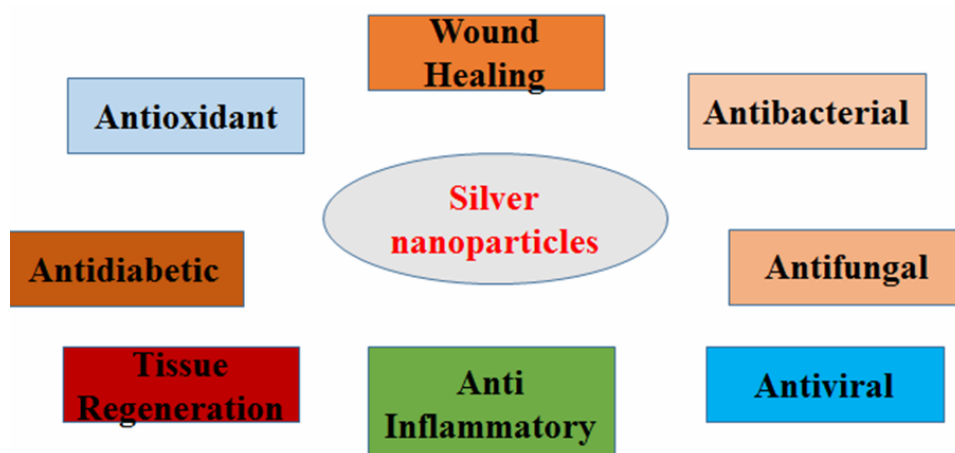 Wound
Healing
Antioxidant
Antibacterial
Silver
nanoparticles
Antidiabetic
Antifungal
Tissue
Regeneration
Anti
Inflammatory
Antiviral